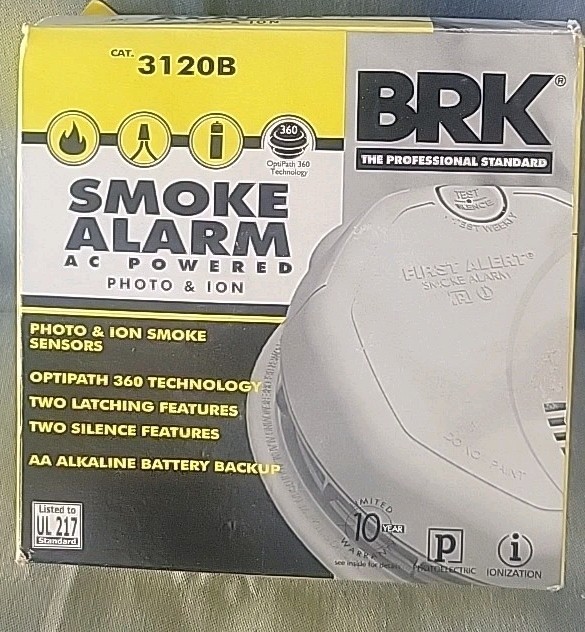 CAT. 3120B
BRK®
THE PROFESSIONAL STANDARD
360
OptiPath 360
Technology
SMOKE
ALARM
AC POWERED
PHOTO & ION
PHOTO & ION SMOKE
SENSORS
OPTIPATH 360 TECHNOLOGY
TWO LATCHING FEATURES
TWO SILENCE FEATURES
AA ALKALINE BATTERY BACKUP
Listed to
UL 217
Standard
TEST
SILENCE
TEST WEEKLY
FIRST ALERT®
SMOKE ALARM
DO NOT PAINT
LIMITED
10 YEAR
WARRANTY
see inside for details
P
PHOTOELECTRIC
i
IONIZATION